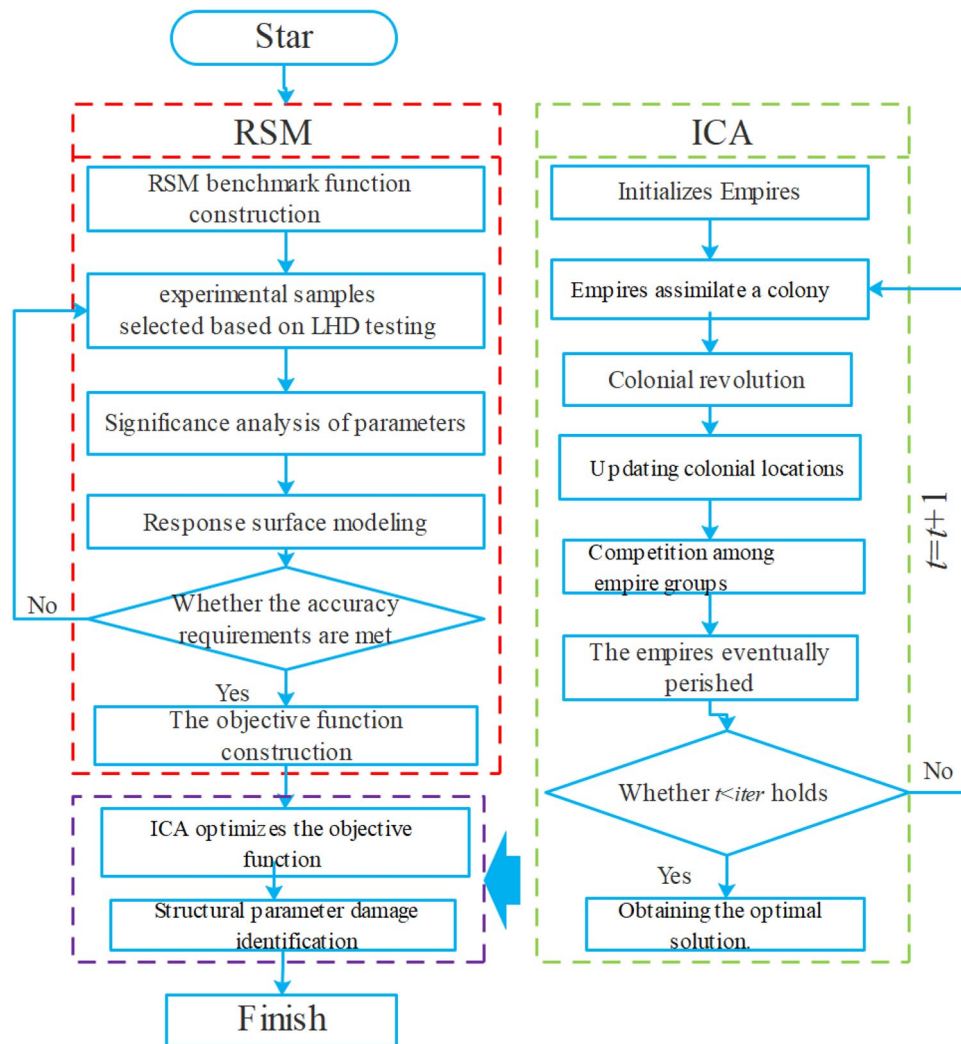 Star
RSM
RSM benchmark function
construction
experimental samples
selected based on LHD testing
Significance analysis of parameters
Response surface modeling
No
Whether the accuracy
requirements are met
Yes
The objective function
construction
ICA optimizes the objective
function
Structural parameter damage
identification
Finish
ICA
Initializes Empires
Empires assimilate a colony
Colonial revolution
Updating colonial locations
Competition among
empire groups
The empires eventually
perished
Whether t<iter holds
No
t=t+1
Yes
Obtaining the optimal
solution.